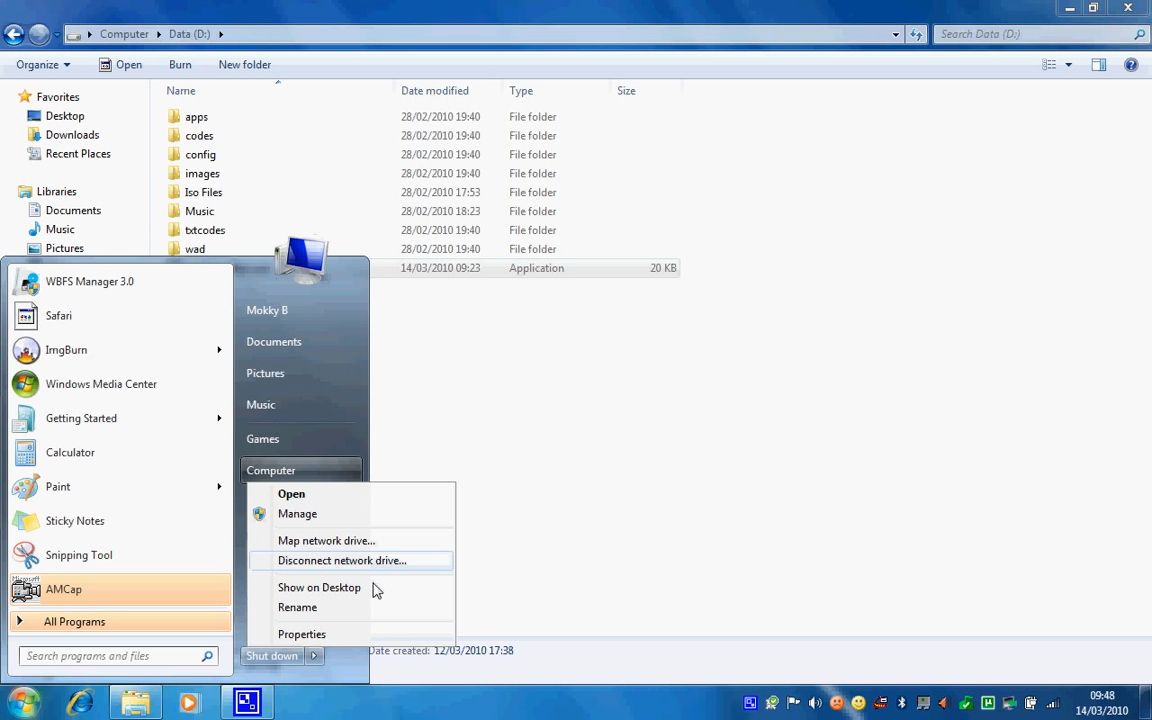 Computer Data (D:)
Search Data (D:)
Organize Open Burn New folder
Name Date modified Type Size
Favorites
Desktop
Downloads
Recent Places
Libraries
Documents
Music
Pictures
apps 28/02/2010 19:40 File folder
codes 28/02/2010 19:40 File folder
config 28/02/2010 19:40 File folder
images 28/02/2010 19:40 File folder
Iso Files 28/02/2010 17:53 File folder
Music 28/02/2010 18:23 File folder
txtcodes 28/02/2010 19:40 File folder
wad 28/02/2010 19:40 File folder
14/03/2010 09:23 Application 20 KB
WBFS Manager 3.0
Safari
ImgBurn
Windows Media Center
Getting Started
Calculator
Paint
Sticky Notes
Snipping Tool
Microsoft
AMCap
All Programs
Search programs and files
Mokky B
Documents
Pictures
Music
Games
Computer
Open
Manage
Map network drive...
Disconnect network drive...
Show on Desktop
Rename
Properties
Shut down
Date created: 12/03/2010 17:38
09:48
14/03/2010